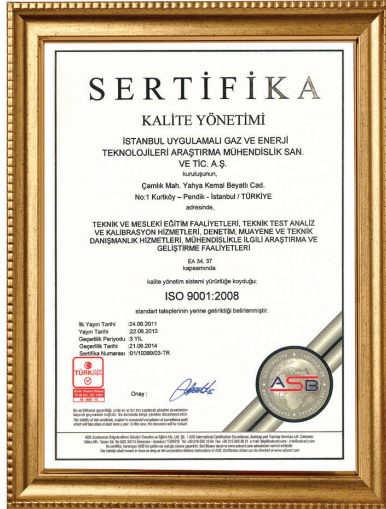 SERTİFİKA
KALİTE YÖNETİMİ
İSTANBUL UYGULAMALI GAZ VE ENERJİ
TEKNOLOJİLERİ ARAŞTIRMA MÜHENDİSLİK SAN.
VE TİC. A.Ş.
kuruluşunun,
Çamlık Mah. Yahya Kemal Beyatlı Cad.
No:1 Kurtköy – Pendik - İstanbul / TÜRKİYE
adresinde,
TEKNİK VE MESLEKİ EĞİTİM FAALİYETLERİ, TEKNİK TEST ANALİZ
VE KALİBRASYON HİZMETLERİ, DENETİM, MUAYENE VE TEKNİK
DANIŞMANLIK HİZMETLERİ, MÜHENDİSLİKLE İLGİLİ ARAŞTIRMA VE
GELİŞTİRME FAALİYETLERİ
EA 34, 37
kapsamında
kalite yönetim sistemi yürürlüğe koyduğu;
ISO 9001:2008
standart taleplerinin yerine getirildiği belirlenmiştir.
İlk Yayın Tarihi :24.06.2011
Yayın Tarihi :22.06.2013
Geçerlilik Periyodu :3 YIL
Geçerlilik Tarihi :21.06.2014
Sertifika Numarası :01/10389/03-TR
TÜRKAK
Onay :
ASB